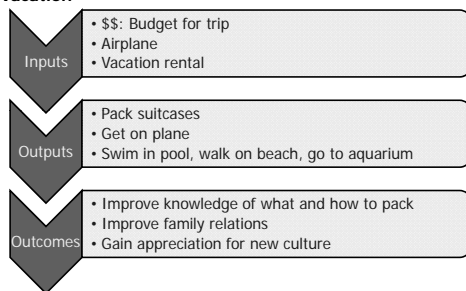 Inputs
• $$: Budget for trip
• Airplane
• Vacation rental
Outputs
• Pack suitcases
• Get on plane
• Swim in pool, walk on beach, go to aquarium
Outcomes
• Improve knowledge of what and how to pack
• Improve family relations
• Gain appreciation for new culture